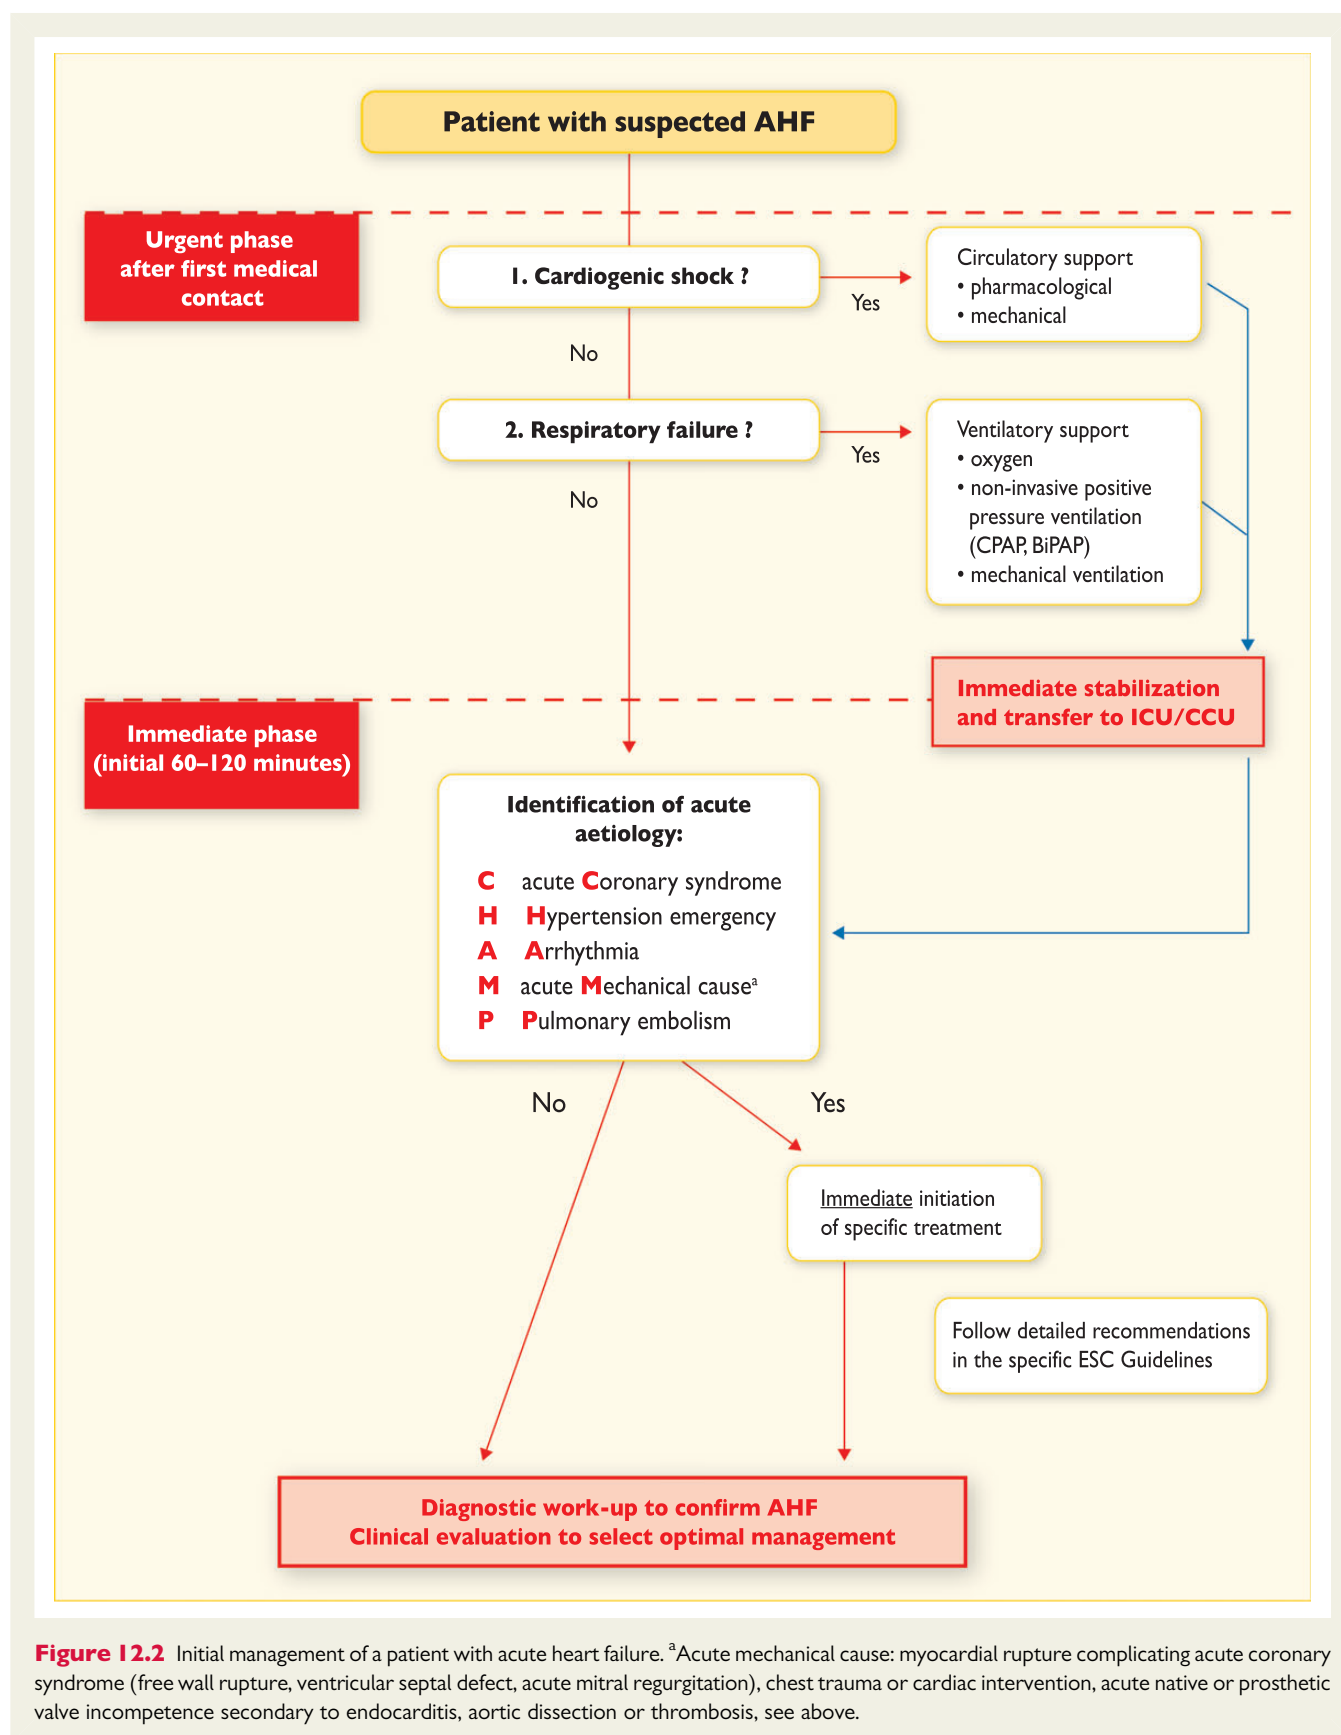 Patient with suspected AHF
Urgent phase
after first medical
contact
1. Cardiogenic shock ?
Yes
Circulatory support
• pharmacological
• mechanical
No
2. Respiratory failure ?
Yes
Ventilatory support
• oxygen
• non-invasive positive
pressure ventilation
(CPAP, BiPAP)
• mechanical ventilation
No
Immediate stabilization
and transfer to ICU/CCU
Immediate phase
(initial 60–120 minutes)
Identification of acute
aetiology:
C acute Coronary syndrome
H Hypertension emergency
A Arrhythmia
M acute Mechanical causeᵃ
P Pulmonary embolism
No
Yes
Immediate initiation
of specific treatment
Follow detailed recommendations
in the specific ESC Guidelines
Diagnostic work-up to confirm AHF
Clinical evaluation to select optimal management
Figure 12.2 Initial management of a patient with acute heart failure. ᵃAcute mechanical cause: myocardial rupture complicating acute coronary
syndrome (free wall rupture, ventricular septal defect, acute mitral regurgitation), chest trauma or cardiac intervention, acute native or prosthetic
valve incompetence secondary to endocarditis, aortic dissection or thrombosis, see above.